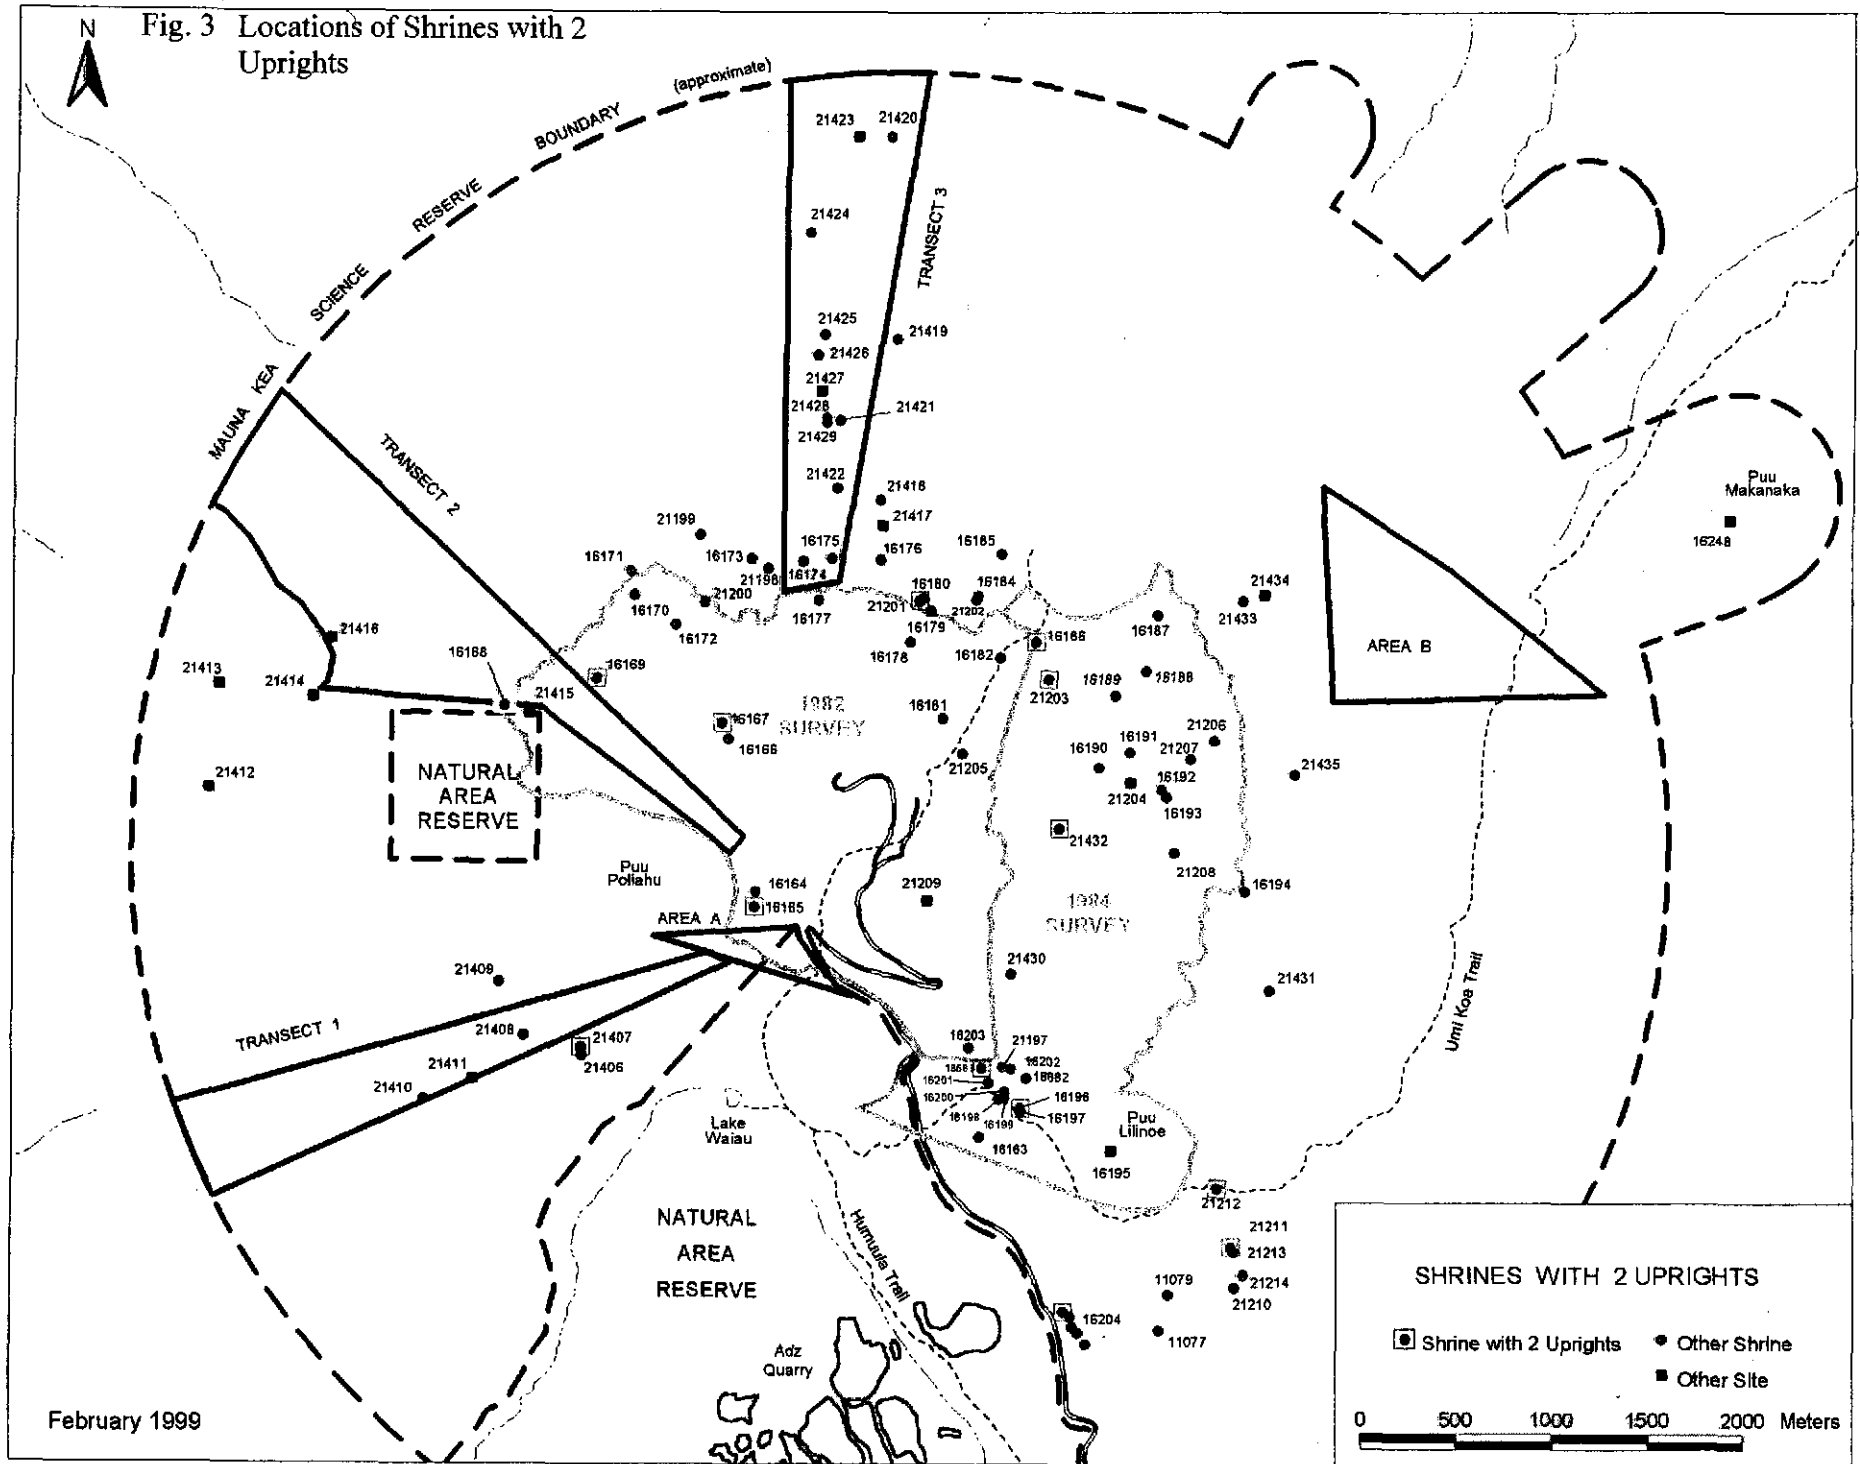 Fig. 3 Locations of Shrines with 2
Uprights
N
(approximate)
BOUNDARY
RESERVE
SCIENCE
KEA
MAUNA
TRANSECT 3
21423
21420
21424
21425
21419
21426
21427
21428
21421
21429
21422
21418
21417
TRANSECT 2
21199
16173
16175
16176
16185
16171
21198
16174
16180
16184
21434
16170
21200
21201
21202
21433
16177
16179
16172
16187
21416
16168
16178
16182
16169
21413
21414
21415
16189
16188
21203
AREA B
Puu
Makanaka
16248
1982
SURVEY
16167
16181
16191
21206
16190
21207
21205
16192
21435
21412
21204
16193
NATURAL
AREA
RESERVE
21432
21208
Puu
Poliahu
16164
16165
21209
16194
1984
SURVEY
AREA A
21430
21409
21431
Umi Koa Trail
TRANSECT 1
21408
21407
21406
21411
21410
16203
21197
16202
16201
16200
16196
16198
16199
16197
16163
Lake
Waiau
Puu
Lilinoe
16195
21212
NATURAL
AREA
RESERVE
Humuula Trail
21211
21213
21214
21210
11079
16204
11077
Adz
Quarry
SHRINES WITH 2 UPRIGHTS
Shrine with 2 Uprights
Other Shrine
Other Site
0 500 1000 1500 2000 Meters
February 1999